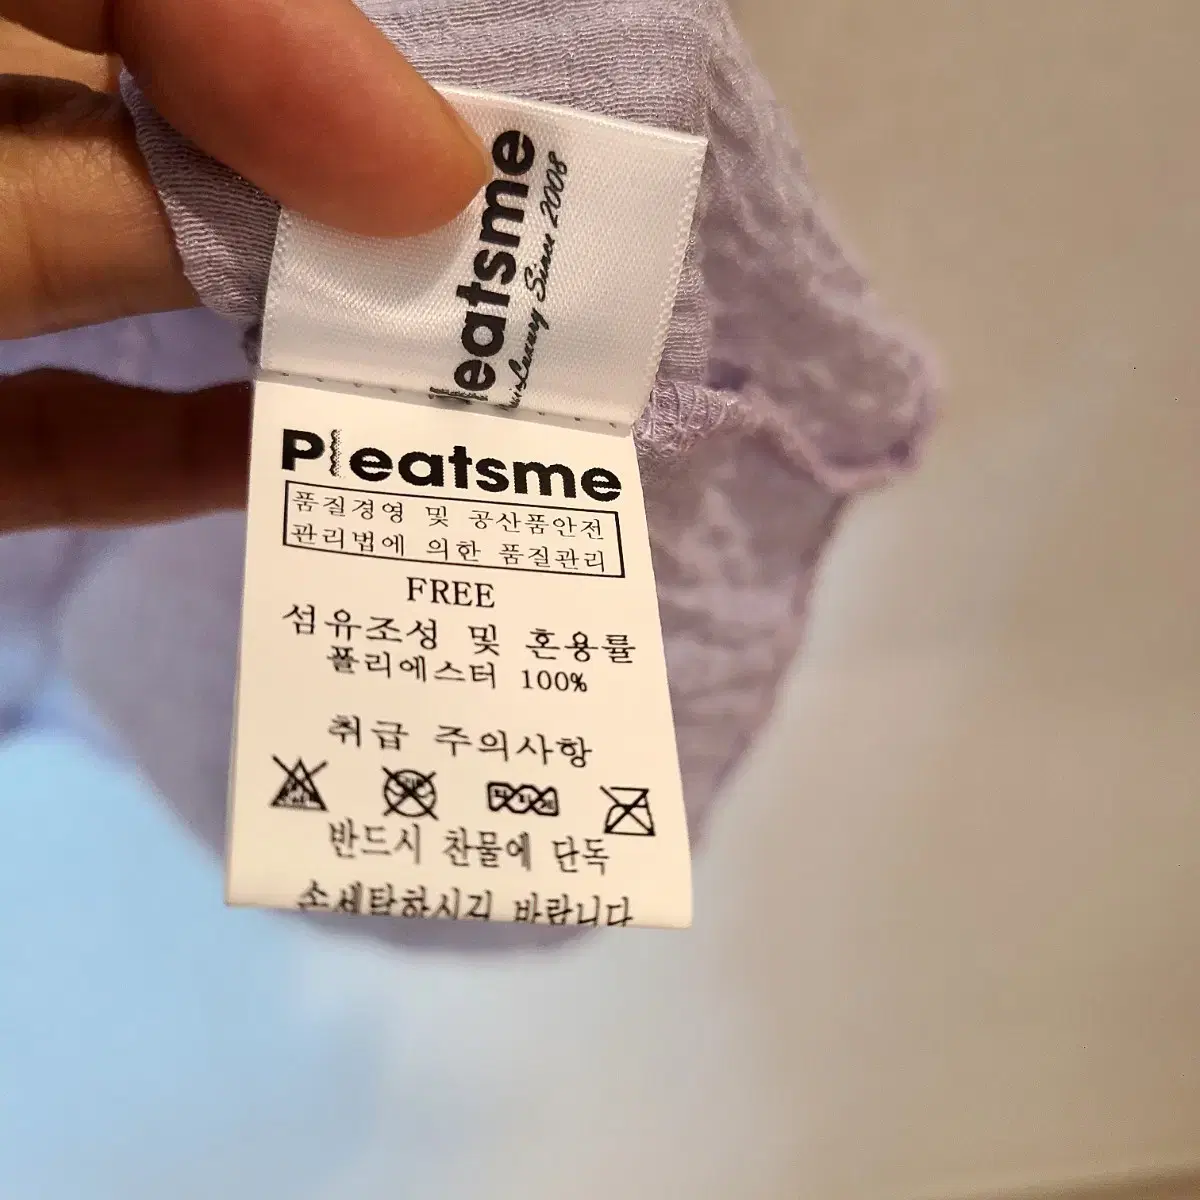 Pleatsme
Luxury Since 2008
Pleatsme
품질경영 및 공산품안전
관리법에 의한 품질관리
FREE
섬유조성 및 혼용률
폴리에스터 100%
취급 주의사항
반드시 찬물에 단독
손세탁하시길 바랍니다